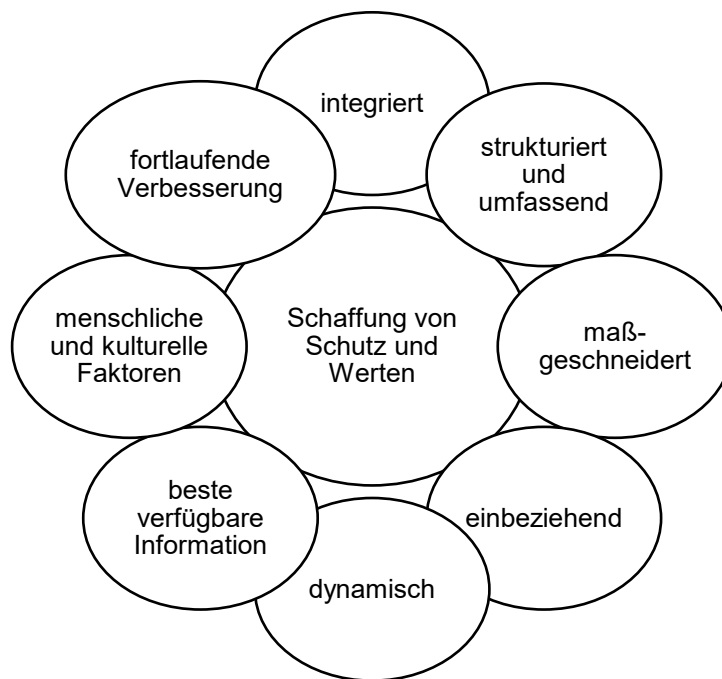 integriert
strukturiert
und
umfassend
maß-
geschneidert
einbeziehend
dynamisch
beste
verfügbare
Information
menschliche
und kulturelle
Faktoren
fortlaufende
Verbesserung
Schaffung von
Schutz und
Werten